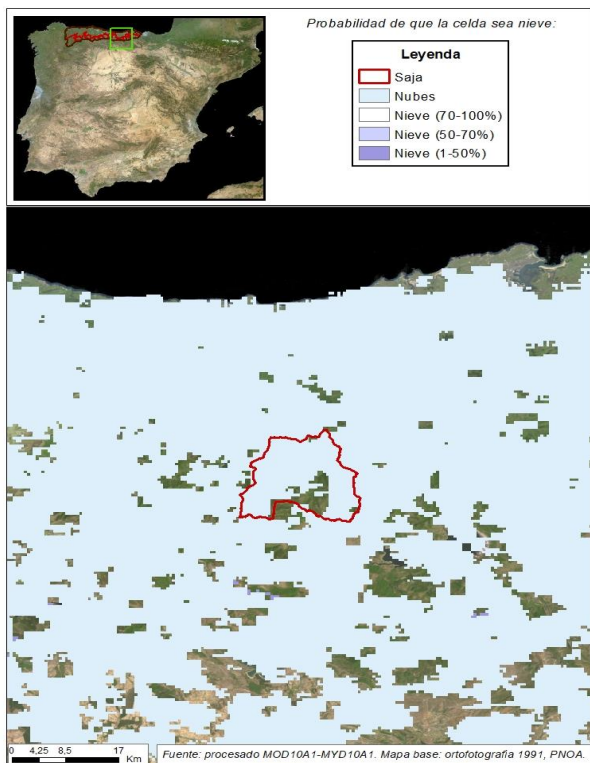 Probabilidad de que la celda sea nieve:
Leyenda
Saja
Nubes
Nieve (70-100%)
Nieve (50-70%)
Nieve (1-50%)
0 4,25 8,5 17
Km
Fuente: procesado MOD10A1-MYD10A1. Mapa base: ortofotografía 1991, PNOA.